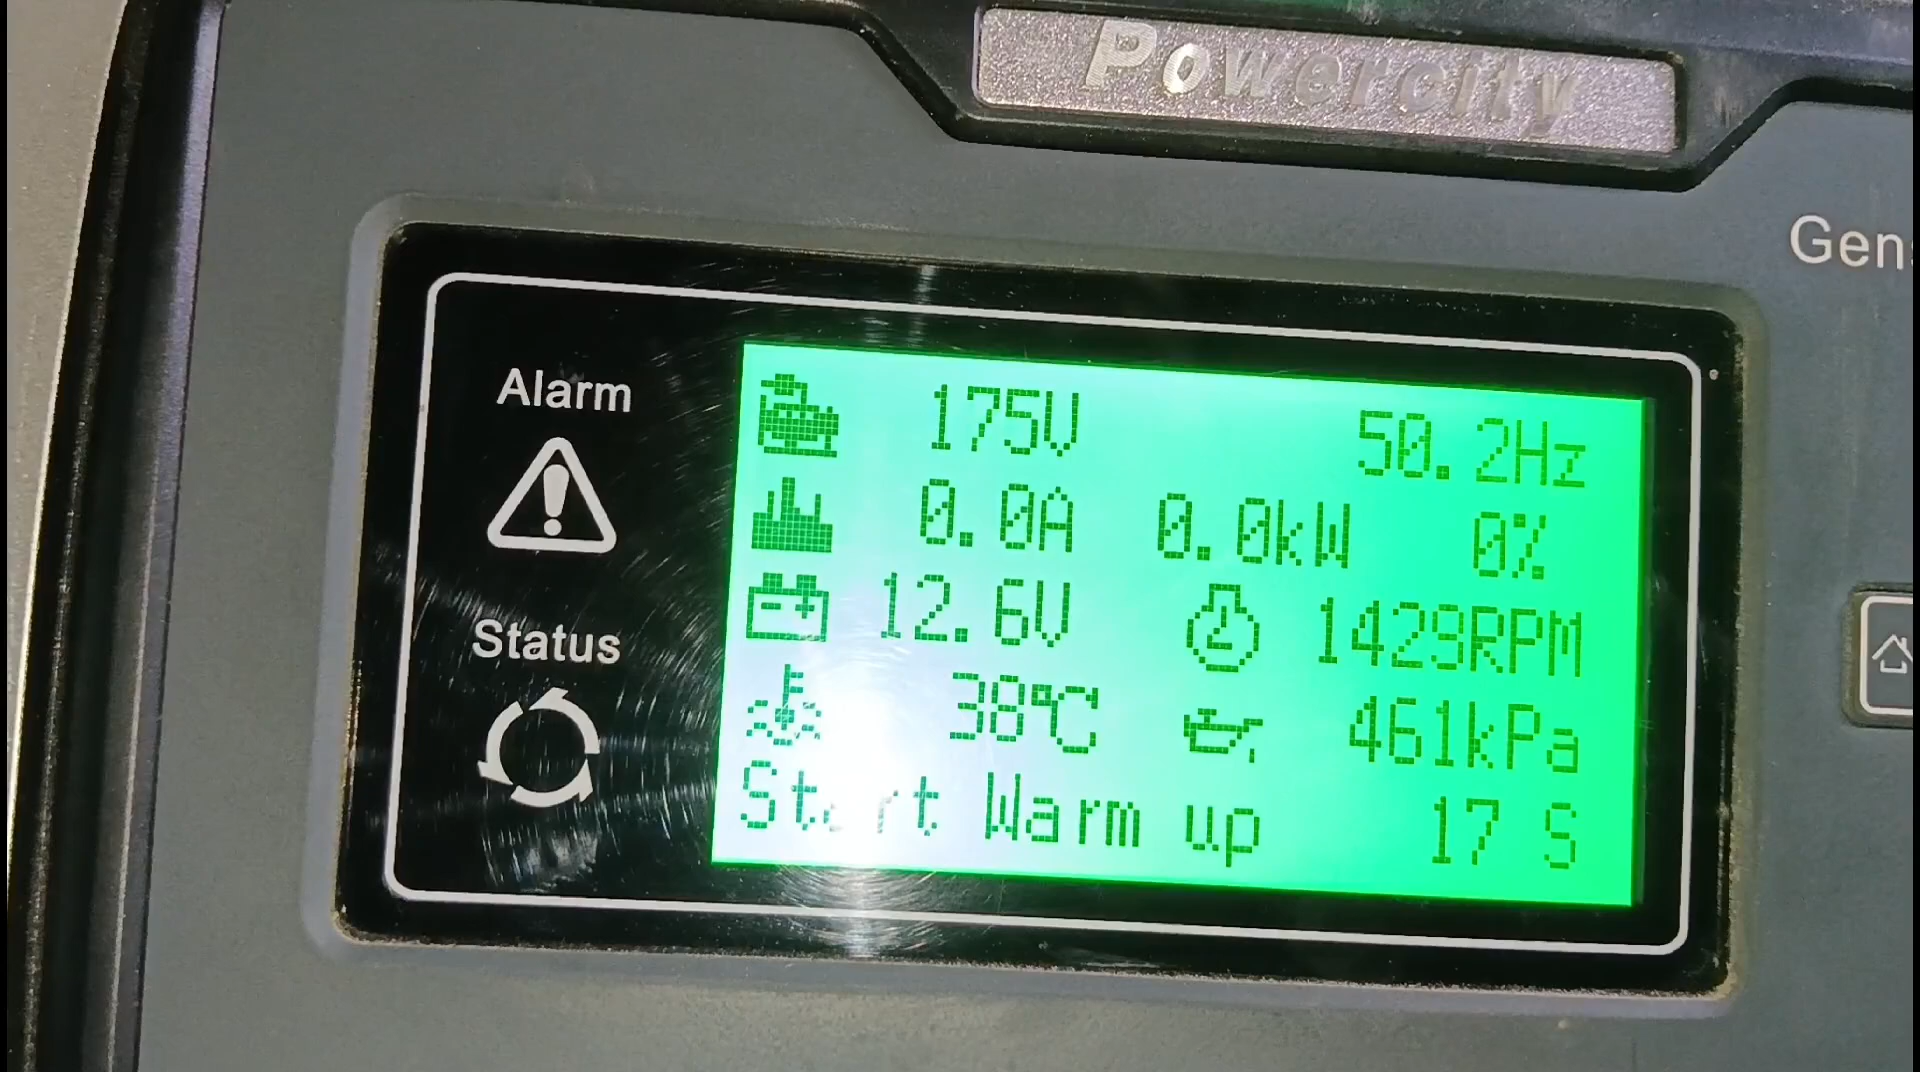 Powercity
Gen
Alarm
175V 50.2Hz
0.0A 0.0kW 0%
12.6V 1429RPM
Status
38℃ 461kPa
Start Warm up 17 S